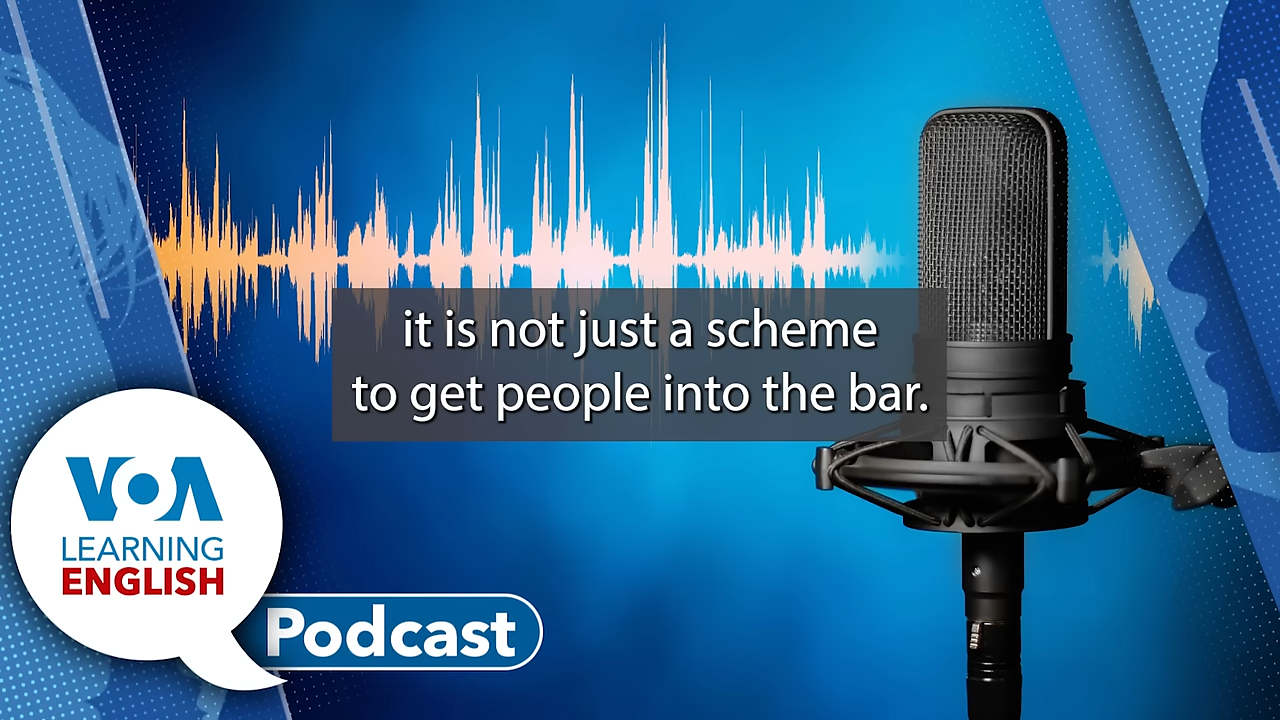 it is not just a scheme
to get people into the bar.
VOA
LEARNING
ENGLISH
Podcast